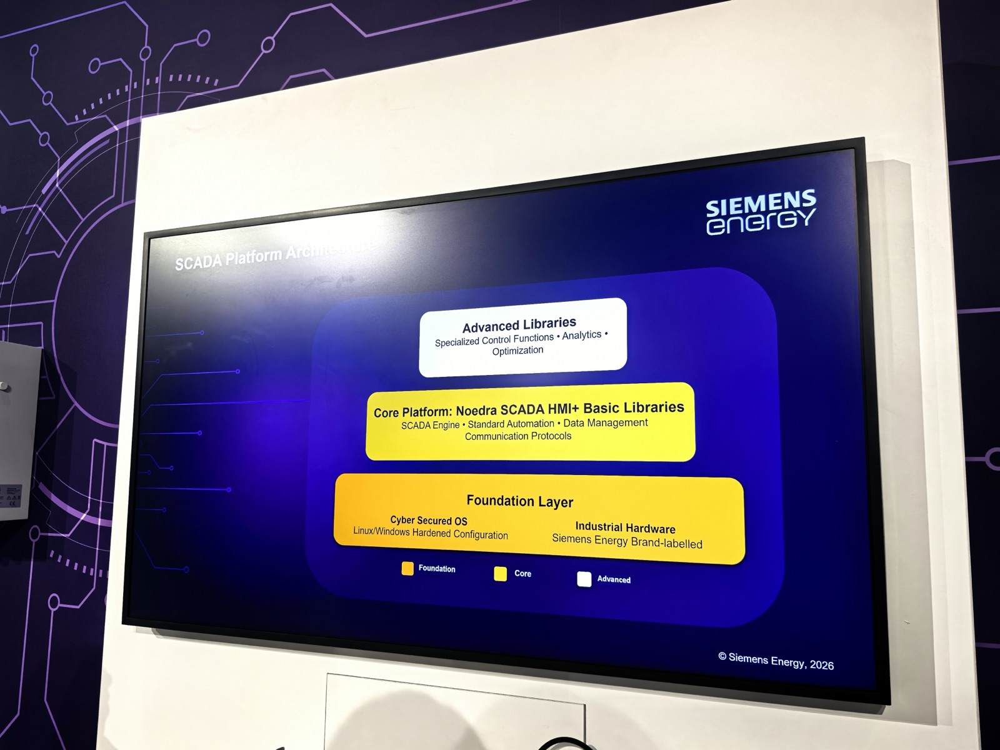 SIEMENS
energy
SCADA Platform Architecture
Advanced Libraries
Specialized Control Functions • Analytics •
Optimization
Core Platform: Noedra SCADA HMI+ Basic Libraries
SCADA Engine • Standard Automation • Data Management
Communication Protocols
Foundation Layer
Cyber Secured OS
Linux/Windows Hardened Configuration
Industrial Hardware
Siemens Energy Brand-labelled
Foundation
Core
Advanced
© Siemens Energy, 2026